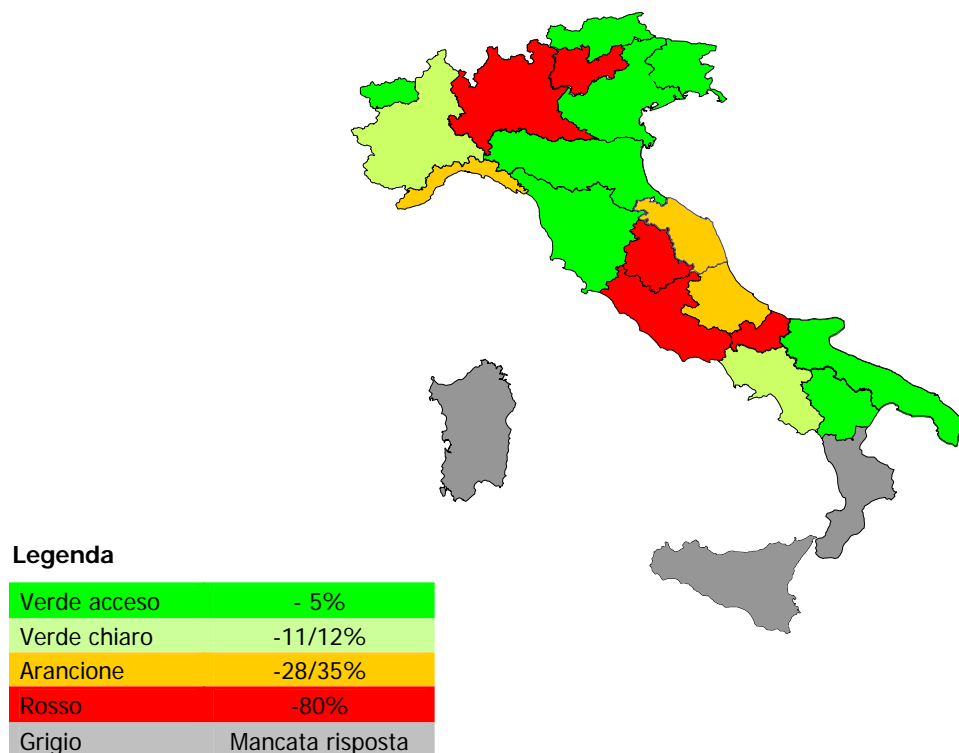 Legenda
Verde acceso - 5%
Verde chiaro -11/12%
Arancione -28/35%
Rosso -80%
Grigio Mancata risposta